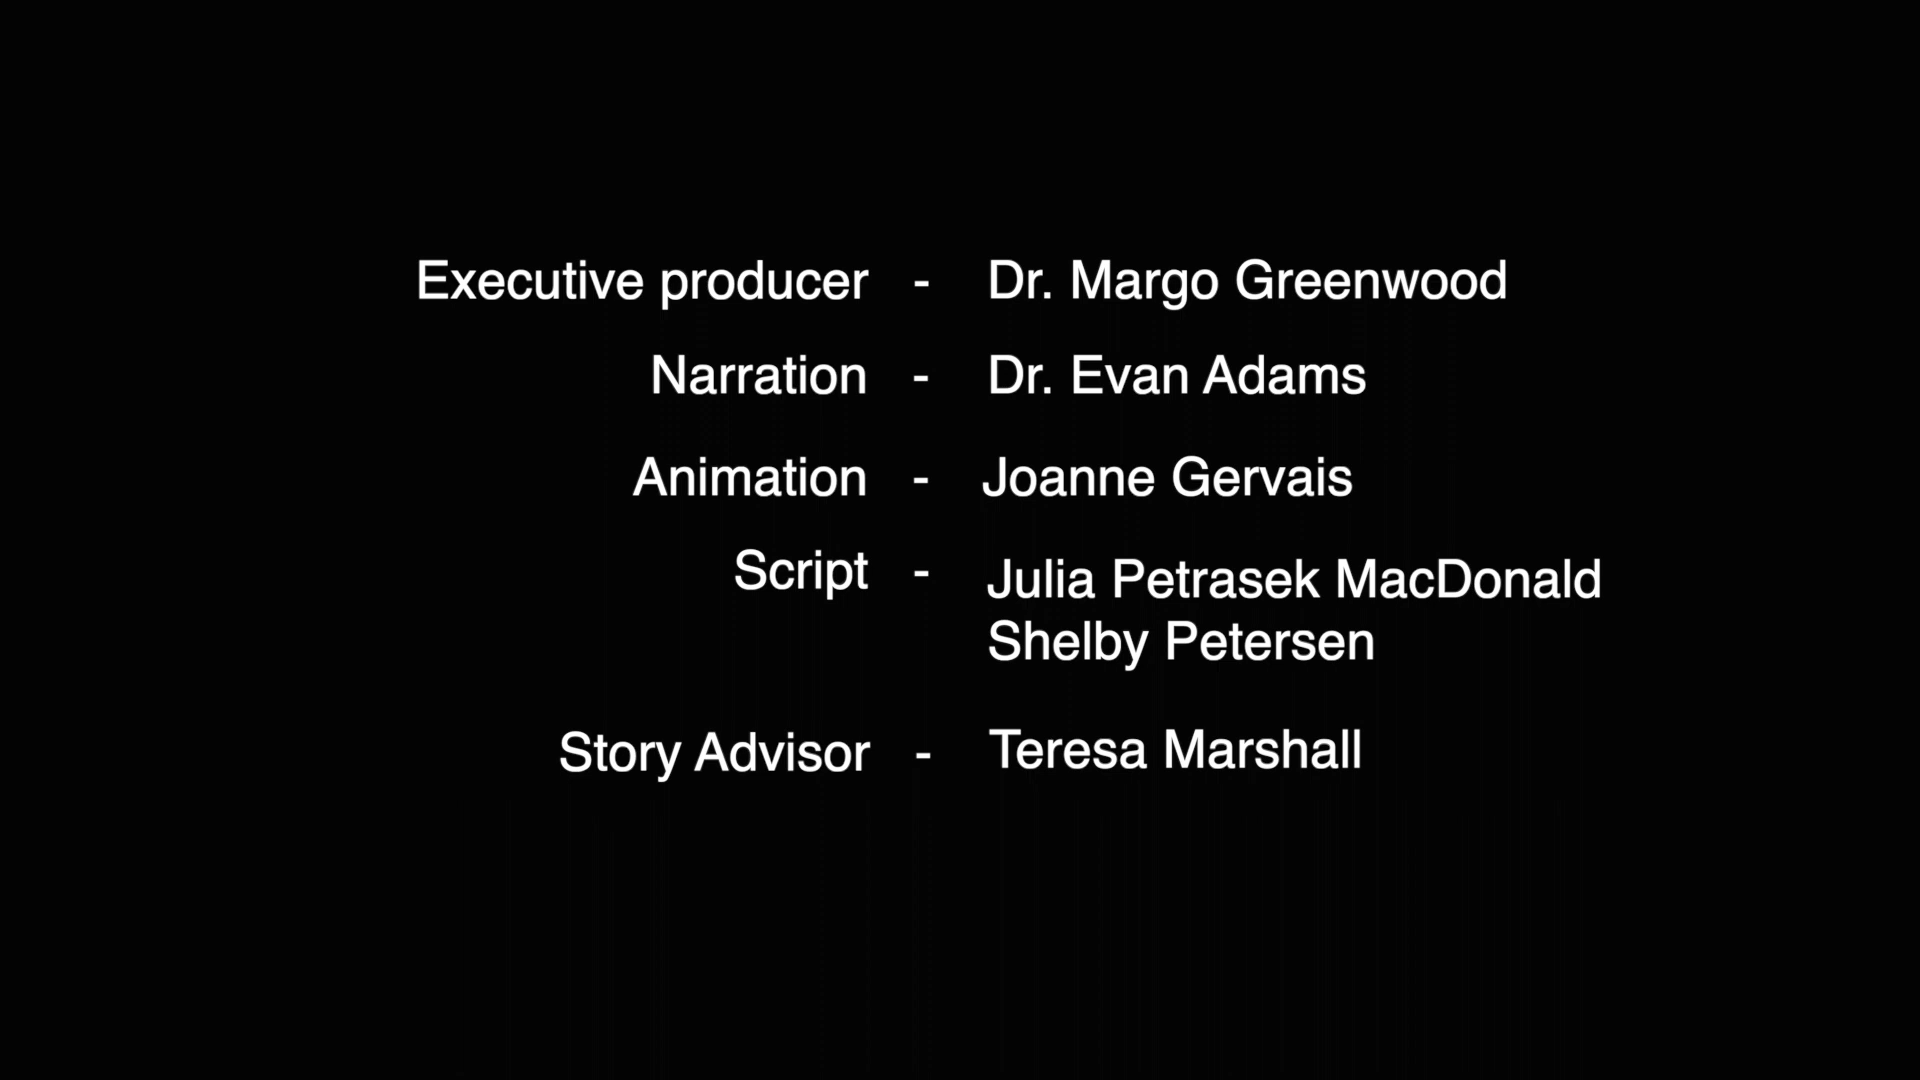 Executive producer - Dr. Margo Greenwood
Narration - Dr. Evan Adams
Animation - Joanne Gervais
Script - Julia Petrasek MacDonald
Shelby Petersen
Story Advisor - Teresa Marshall